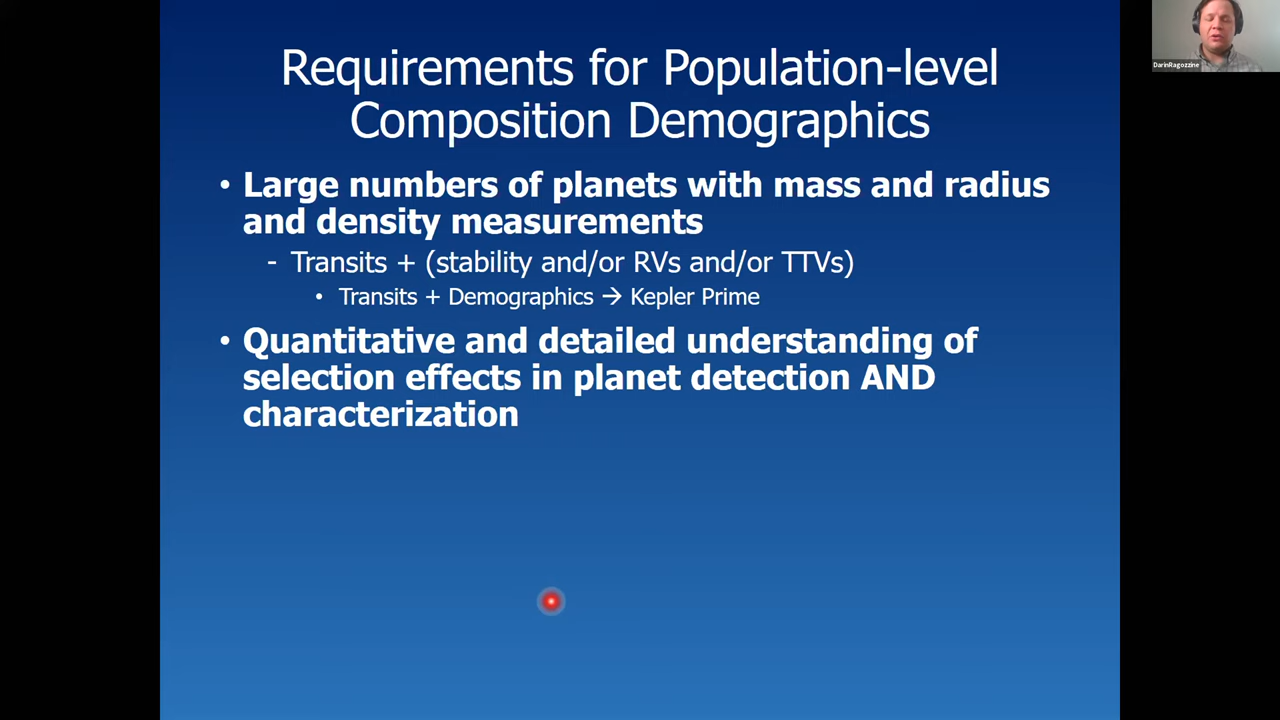 Requirements for Population-level
Composition Demographics
• Large numbers of planets with mass and radius
and density measurements
- Transits + (stability and/or RVs and/or TTVs)
• Transits + Demographics → Kepler Prime
• Quantitative and detailed understanding of
selection effects in planet detection AND
characterization
DarinRagozzine